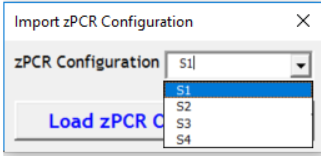 Import zPCR Configuration
zPCR Configuration S1
S1
S2
S3
S4
Load zPCR C